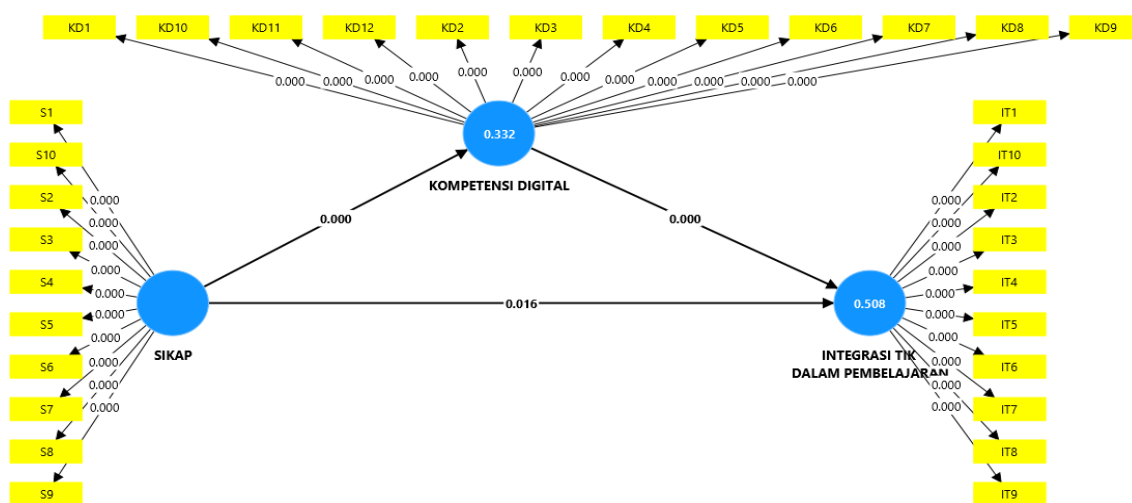 KD1 KD10 KD11 KD12 KD2 KD3 KD4 KD5 KD6 KD7 KD8 KD9
0.000 0.000 0.000 0.000 0.000 0.000 0.000 0.000 0.000 0.000 0.000 0.000
0.332
KOMPETENSI DIGITAL
S1
S10
S2
S3
S4
S5
S6
S7
S8
S9
0.000
0.000
0.000
0.000
0.000
0.000
0.000
0.000
0.000
0.000
SIKAP
0.000
0.000
0.016
0.508
INTEGRASI TIK
DALAM PEMBELAJARAN
0.000
0.000
0.000
0.000
0.000
0.000
0.000
0.000
0.000
0.000
IT1
IT10
IT2
IT3
IT4
IT5
IT6
IT7
IT8
IT9